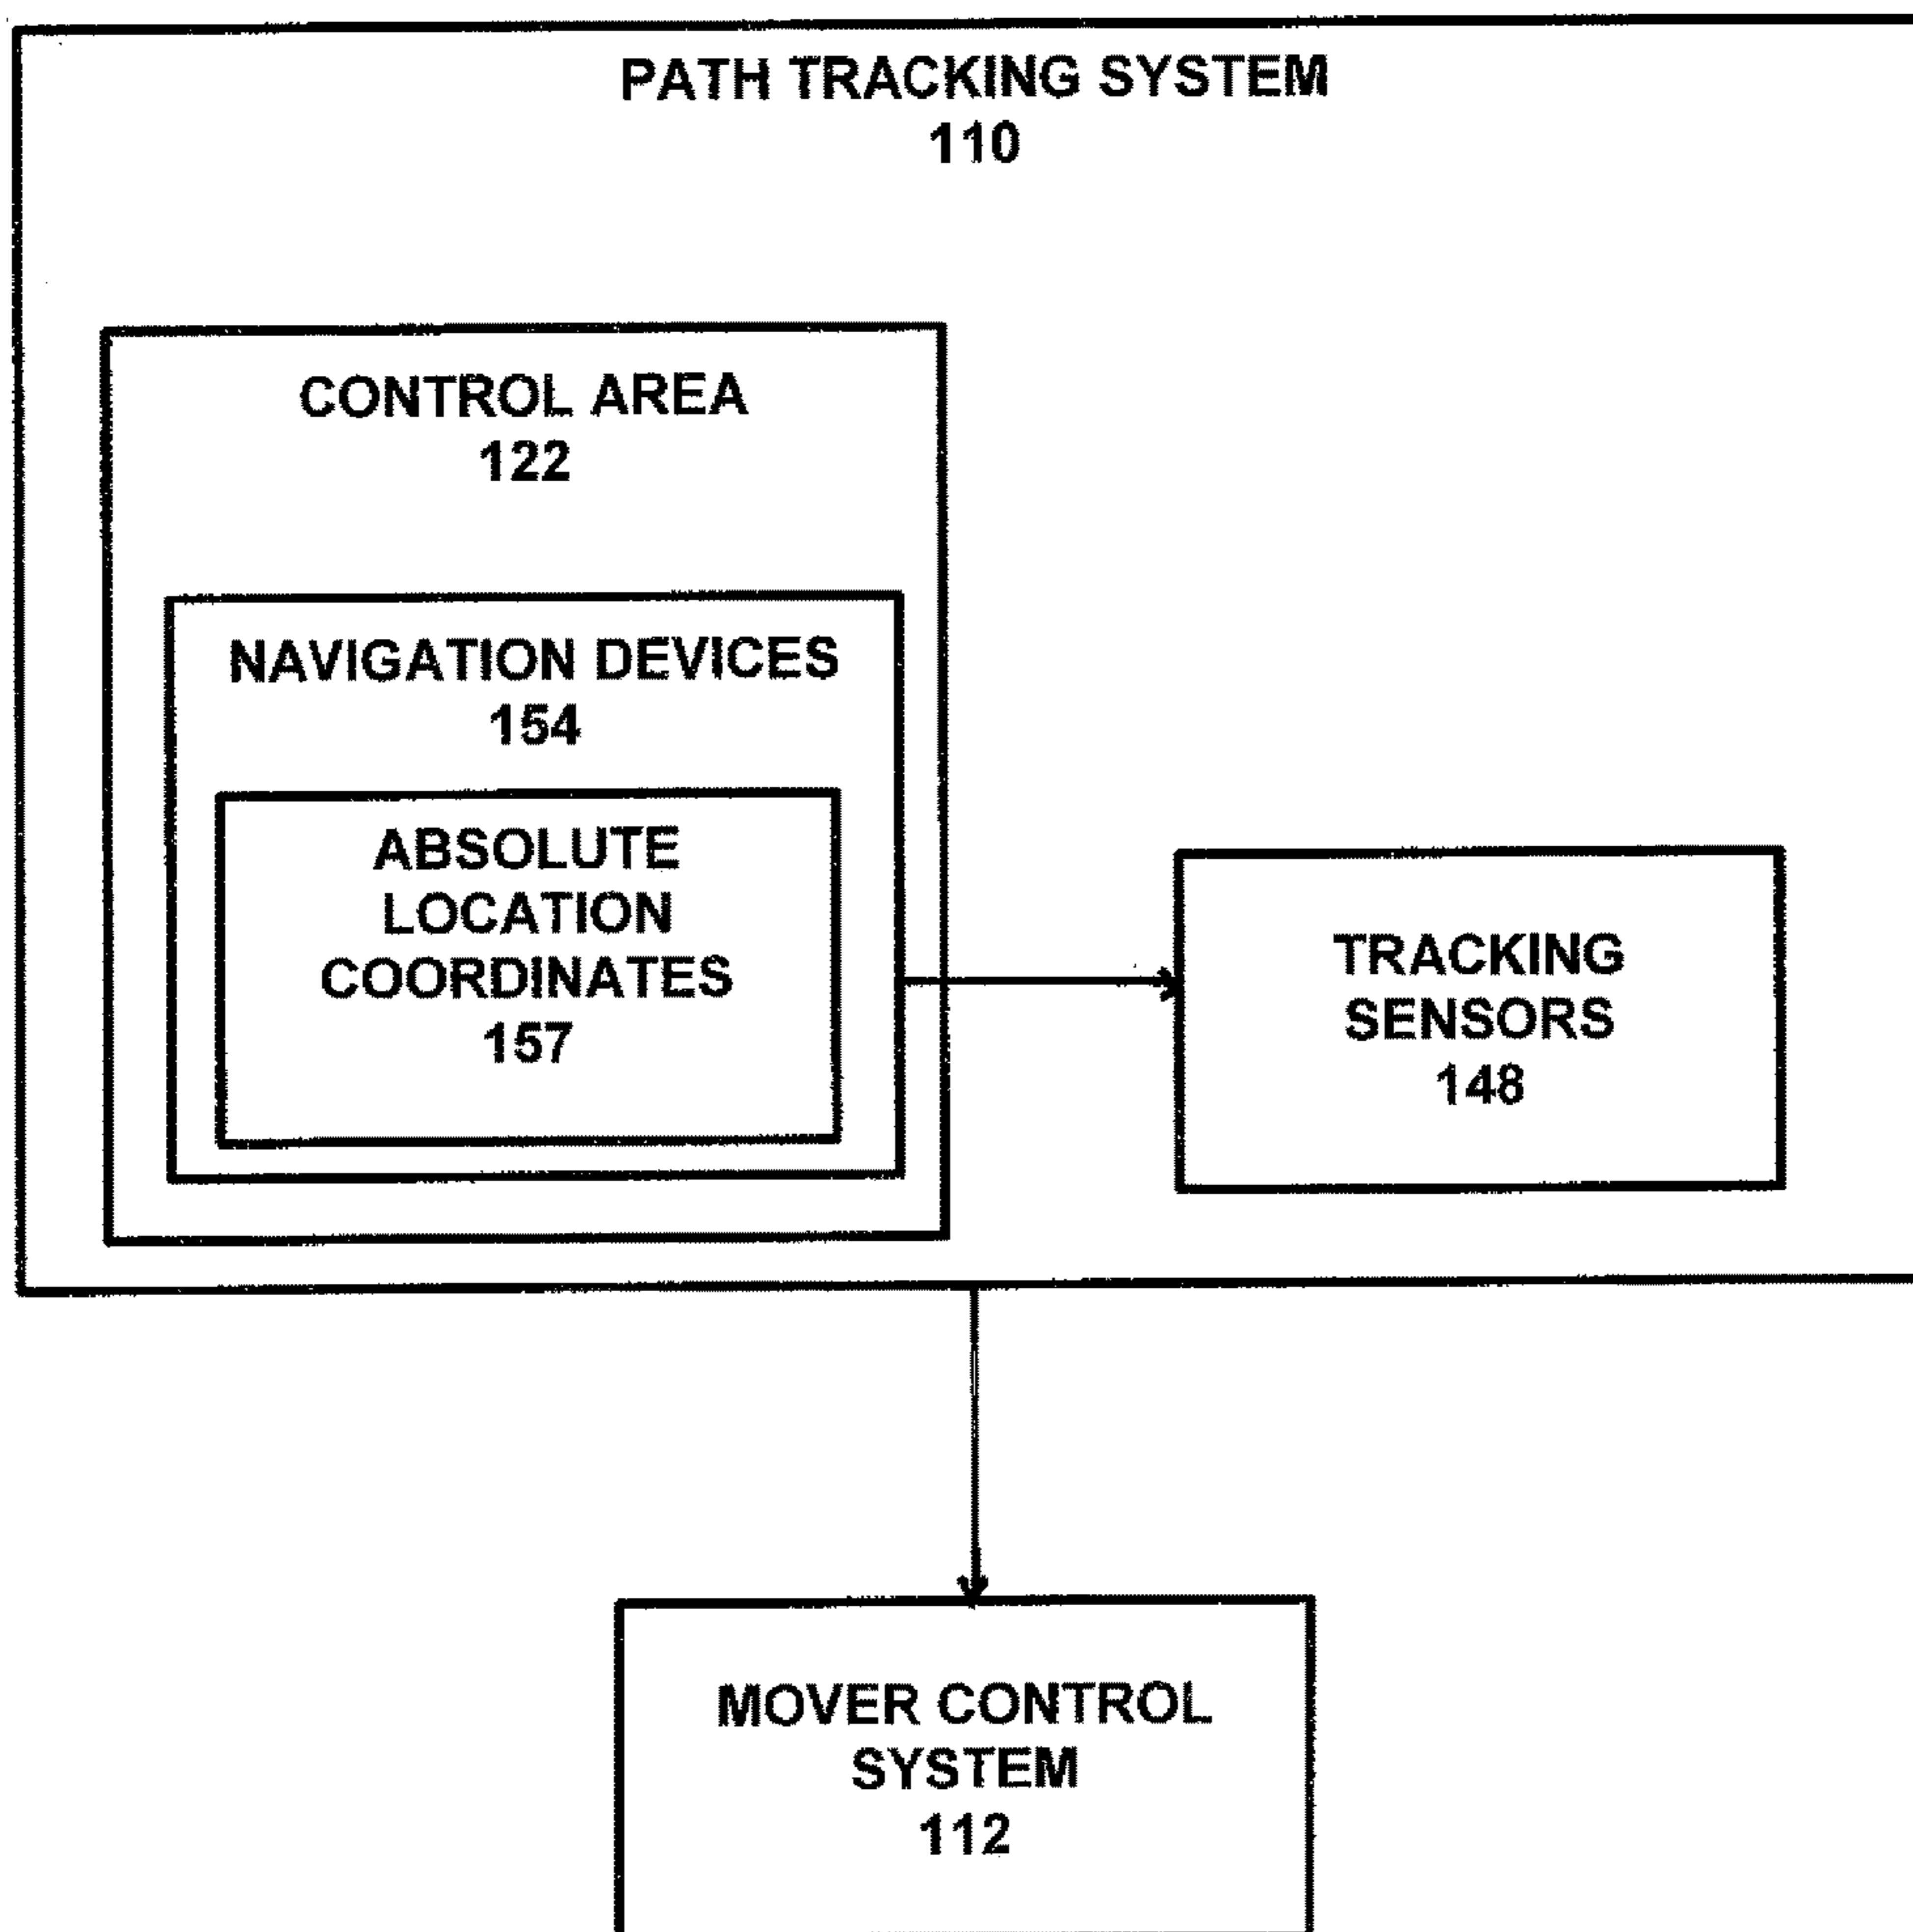 PATH TRACKING SYSTEM
110
CONTROL AREA
122
NAVIGATION DEVICES
154
ABSOLUTE
LOCATION
COORDINATES
157
TRACKING
SENSORS
148
MOVER CONTROL
SYSTEM
112